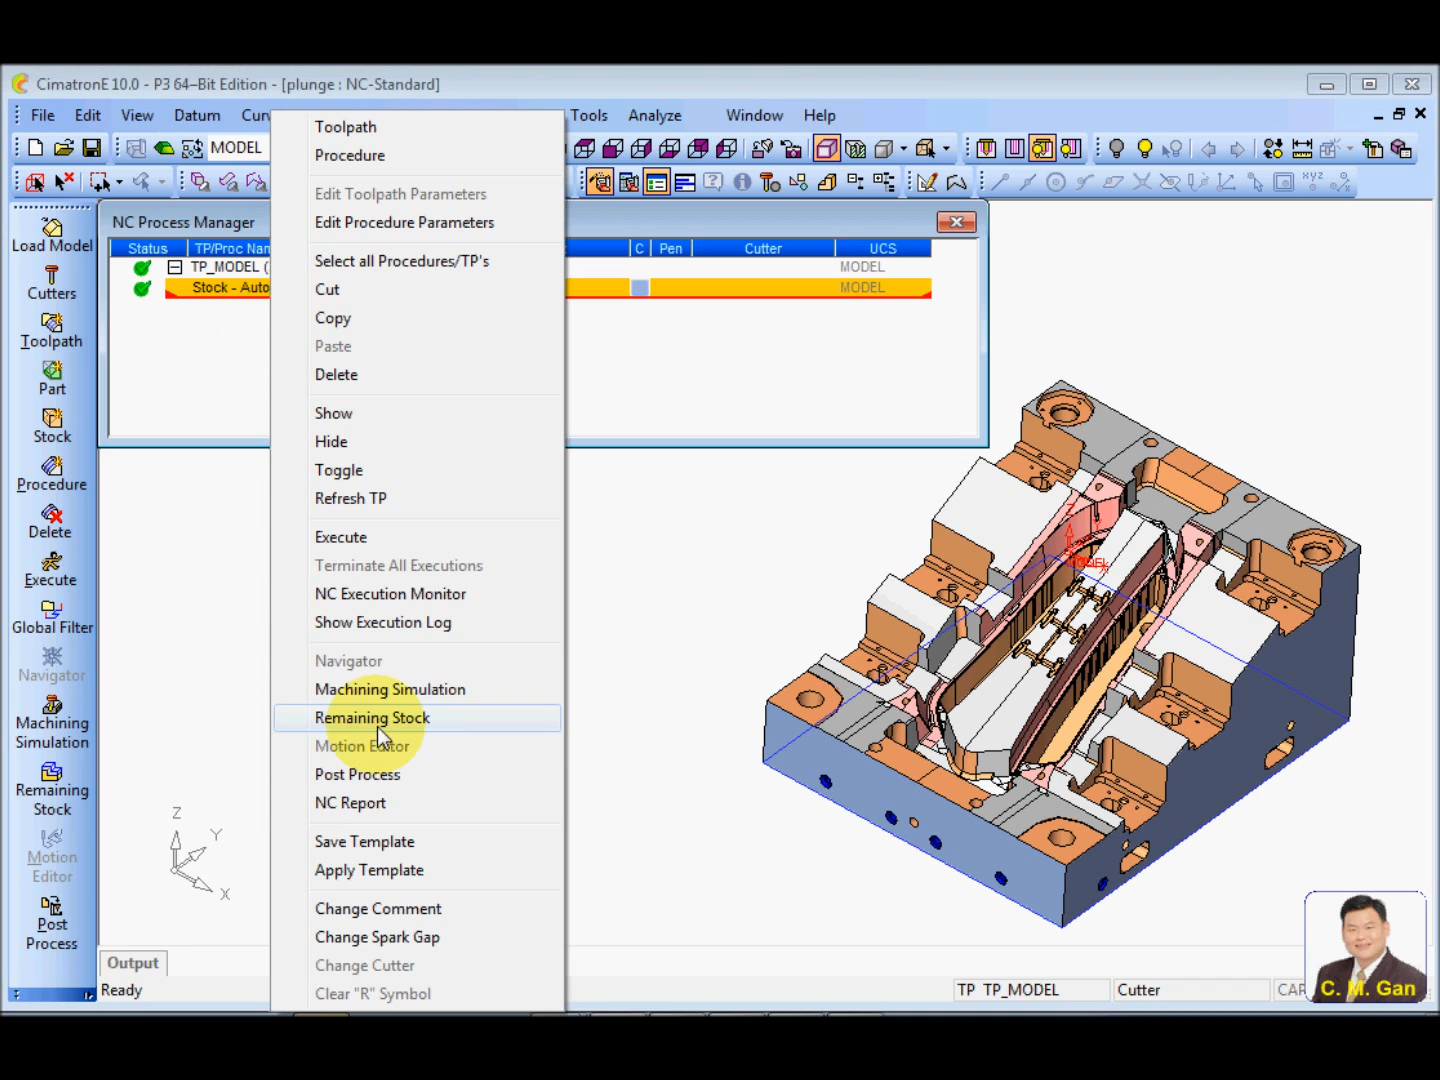 CimatronE 10.0 - P3 64-Bit Edition - [plunge : NC-Standard]
File Edit View Datum Tools Analyze Window Help
MODEL
NC Process Manager
Status TP/Proc Nam C Pen Cutter UCS
TP_MODEL ( MODEL
Stock - Auto MODEL
Load Model
Cutters
Toolpath
Part
Stock
Procedure
Delete
Execute
Global Filter
Navigator
Machining
Simulation
Remaining
Stock
Motion
Editor
Post
Process
Toolpath
Procedure
Edit Toolpath Parameters
Edit Procedure Parameters
Select all Procedures/TP's
Cut
Copy
Paste
Delete
Show
Hide
Toggle
Refresh TP
Execute
Terminate All Executions
NC Execution Monitor
Show Execution Log
Navigator
Machining Simulation
Remaining Stock
Motion Editor
Post Process
NC Report
Save Template
Apply Template
Change Comment
Change Spark Gap
Change Cutter
Clear "R" Symbol
Z
Y
X
Output
Ready
TP TP_MODEL Cutter
C. M. Gan